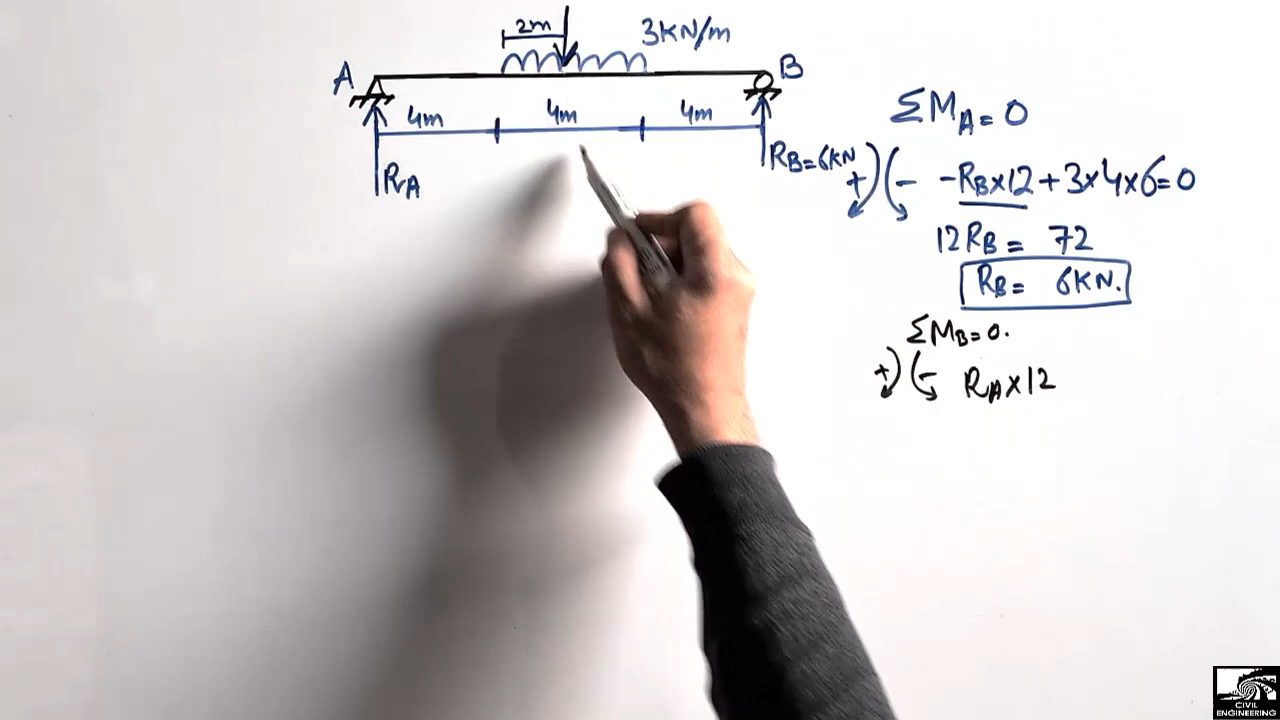 2m 3KN/m
A B
4m 4m 4m
RA RB=6KN
ΣMA=0
+ - -RB×12+3×4×6=0
12RB= 72
RB= 6KN.
ΣMB=0.
+ - RA×12
CIVIL
ENGINEERING